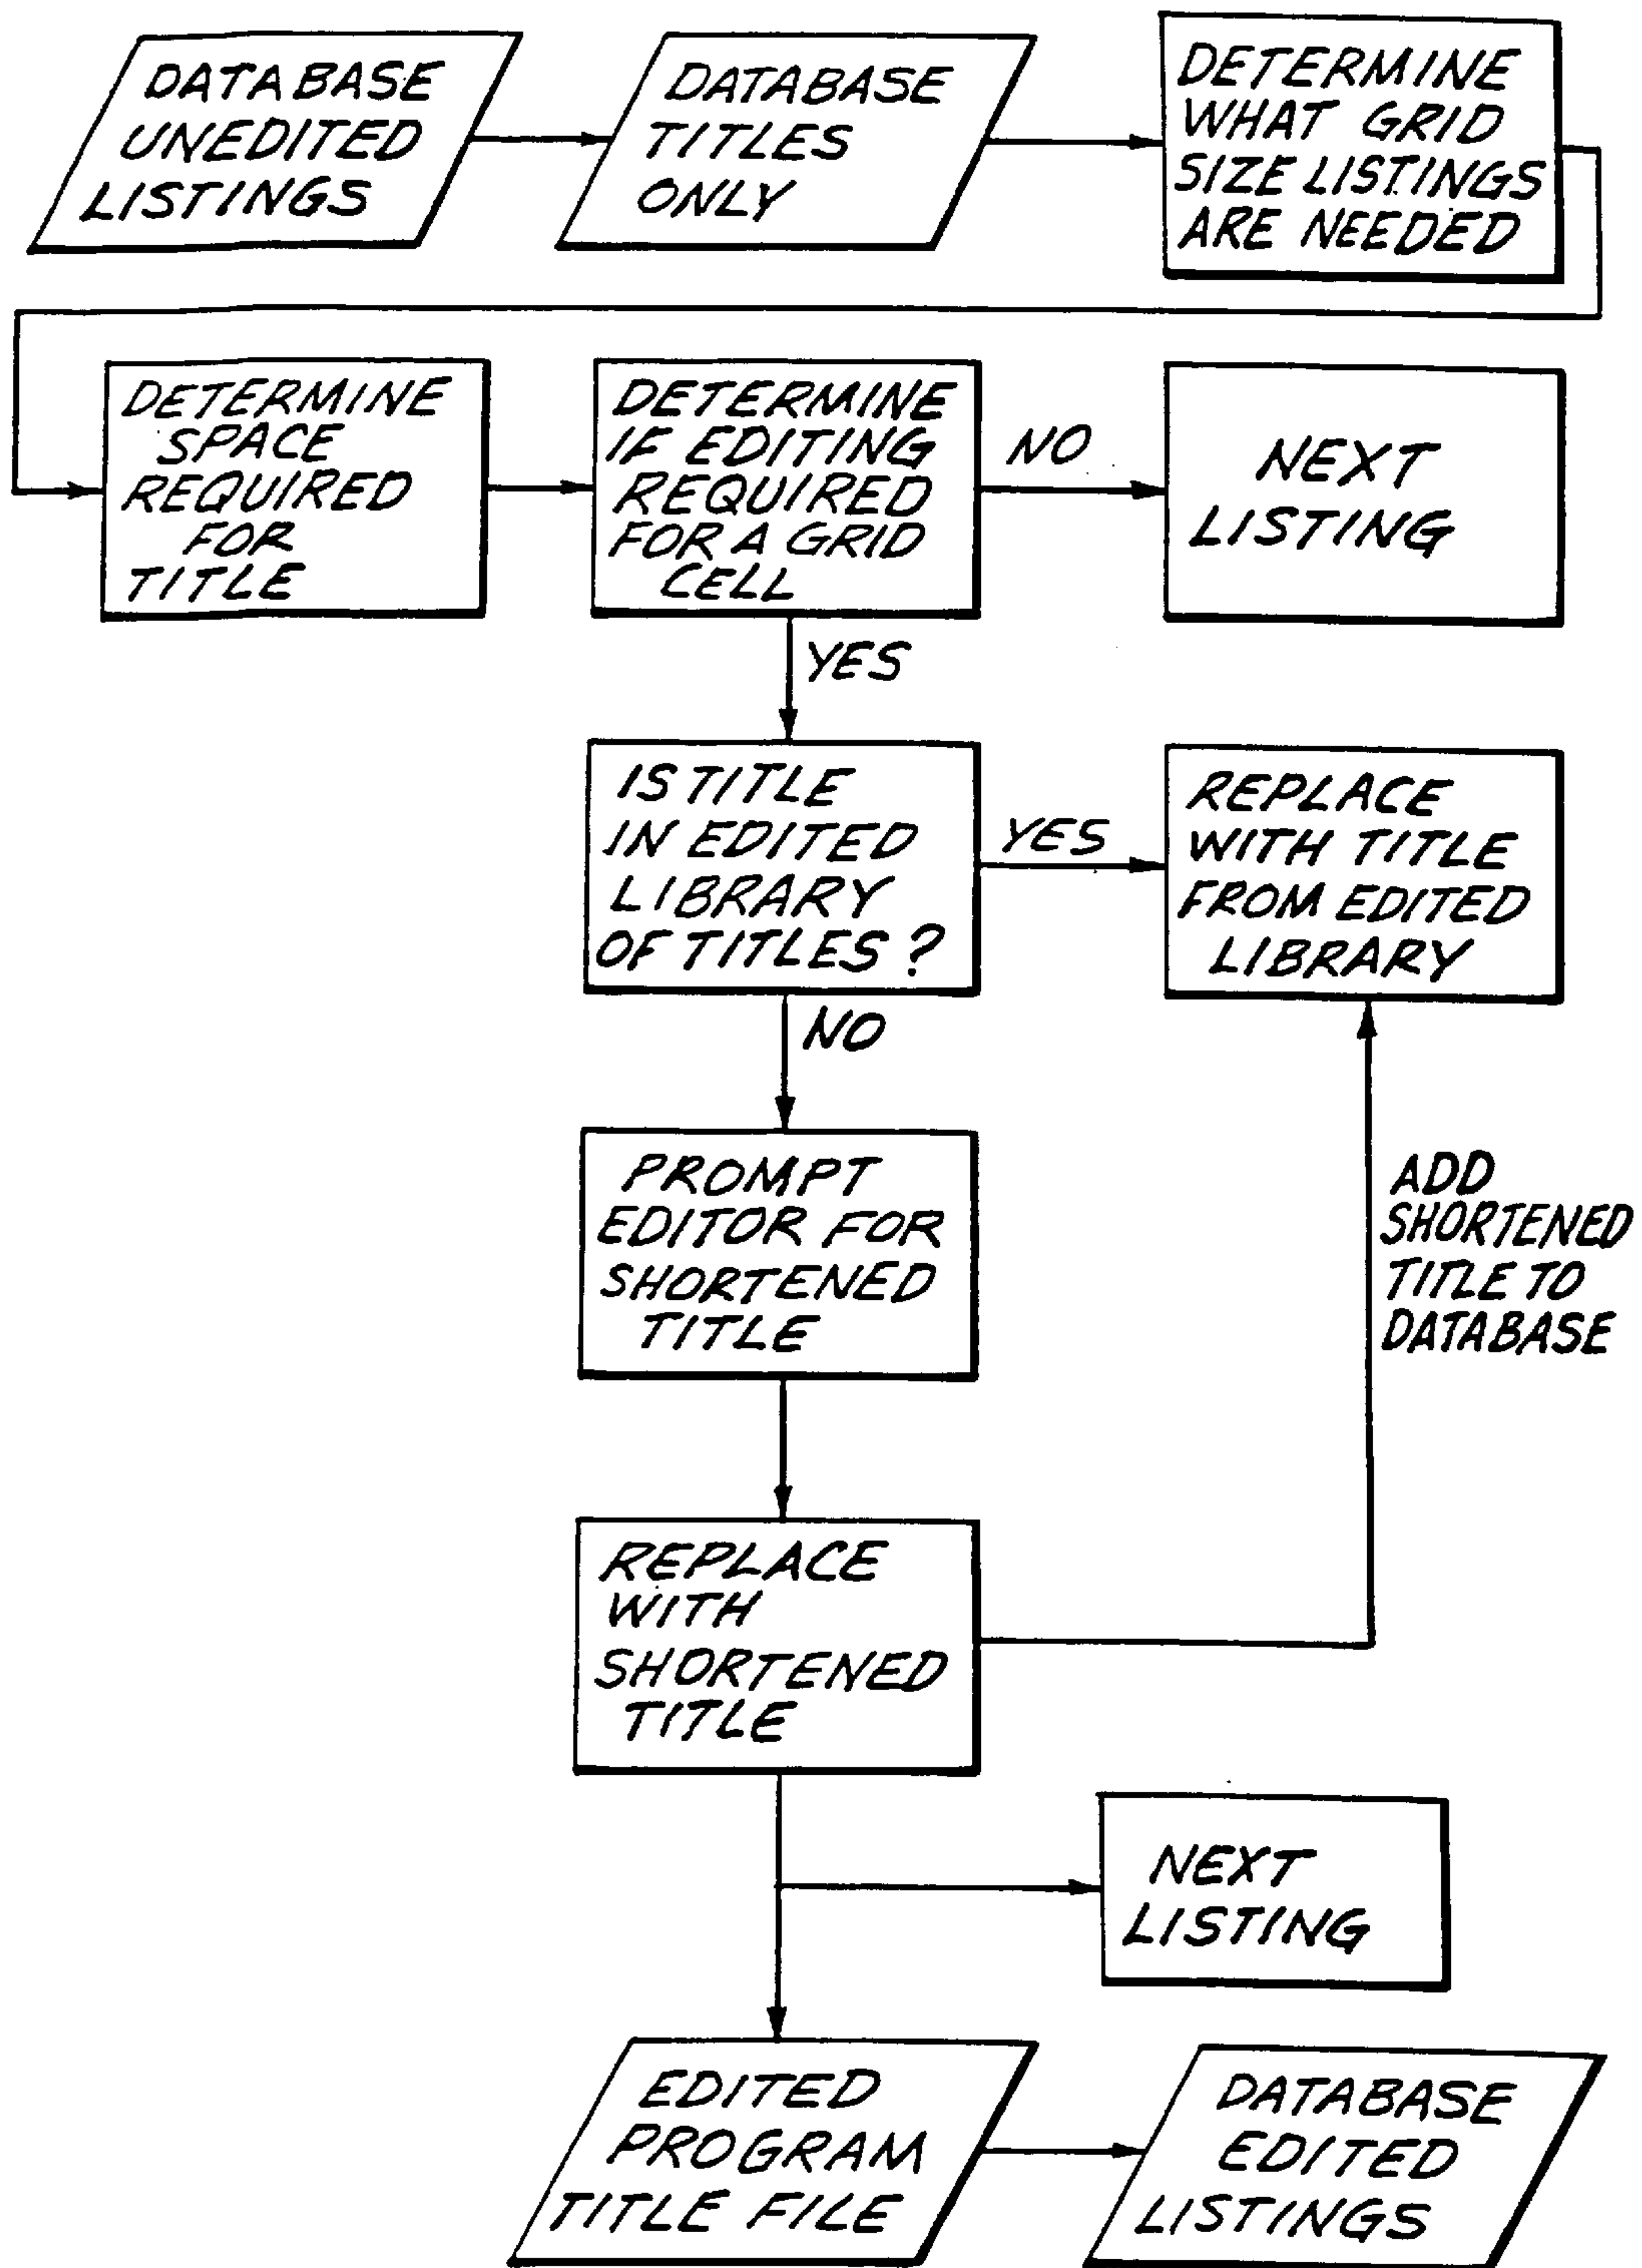 DATABASE
UNEDITED
LISTINGS
DATABASE
TITLES
ONLY
DETERMINE
WHAT GRID
SIZE LISTINGS
ARE NEEDED
DETERMINE
SPACE
REQUIRED
FOR
TITLE
DETERMINE
IF EDITING
REQUIRED
FOR A GRID
CELL
NO
NEXT
LISTING
YES
IS TITLE
IN EDITED
LIBRARY
OF TITLES?
YES
REPLACE
WITH TITLE
FROM EDITED
LIBRARY
NO
PROMPT
EDITOR FOR
SHORTENED
TITLE
ADD
SHORTENED
TITLE TO
DATABASE
REPLACE
WITH
SHORTENED
TITLE
NEXT
LISTING
EDITED
PROGRAM
TITLE FILE
DATABASE
EDITED
LISTINGS